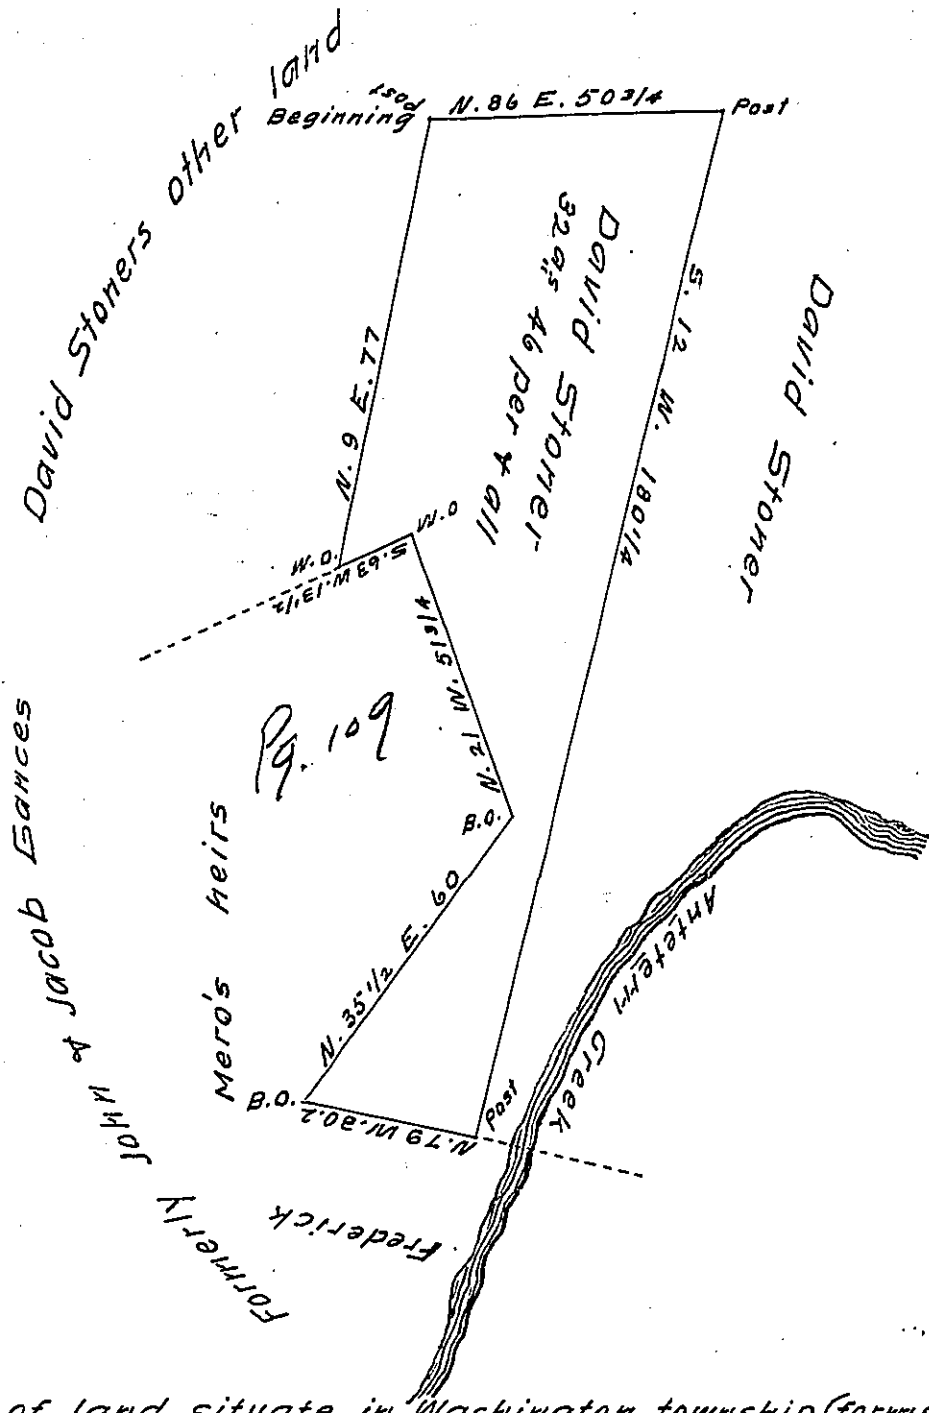 David Stoners other land
Post
Beginning
N. 86 E. 50 3/4
Post
David Stoner
32 as 46 per & all
S. 12 W. 180 1/4
David Stoner
N. 9 E. 77
W.O.
W.O.
S. 63 W. 13 1/2
N. 21 W. 51 3/4
Pg. 109
B.O.
N. 35 1/2 E. 60
B.O.
N. 79 W. 30.2
Post
Anteterm Creek
Mero's heirs
Frederick
Formerly John & Jacob Eamces
of land situate in Washington township (forme